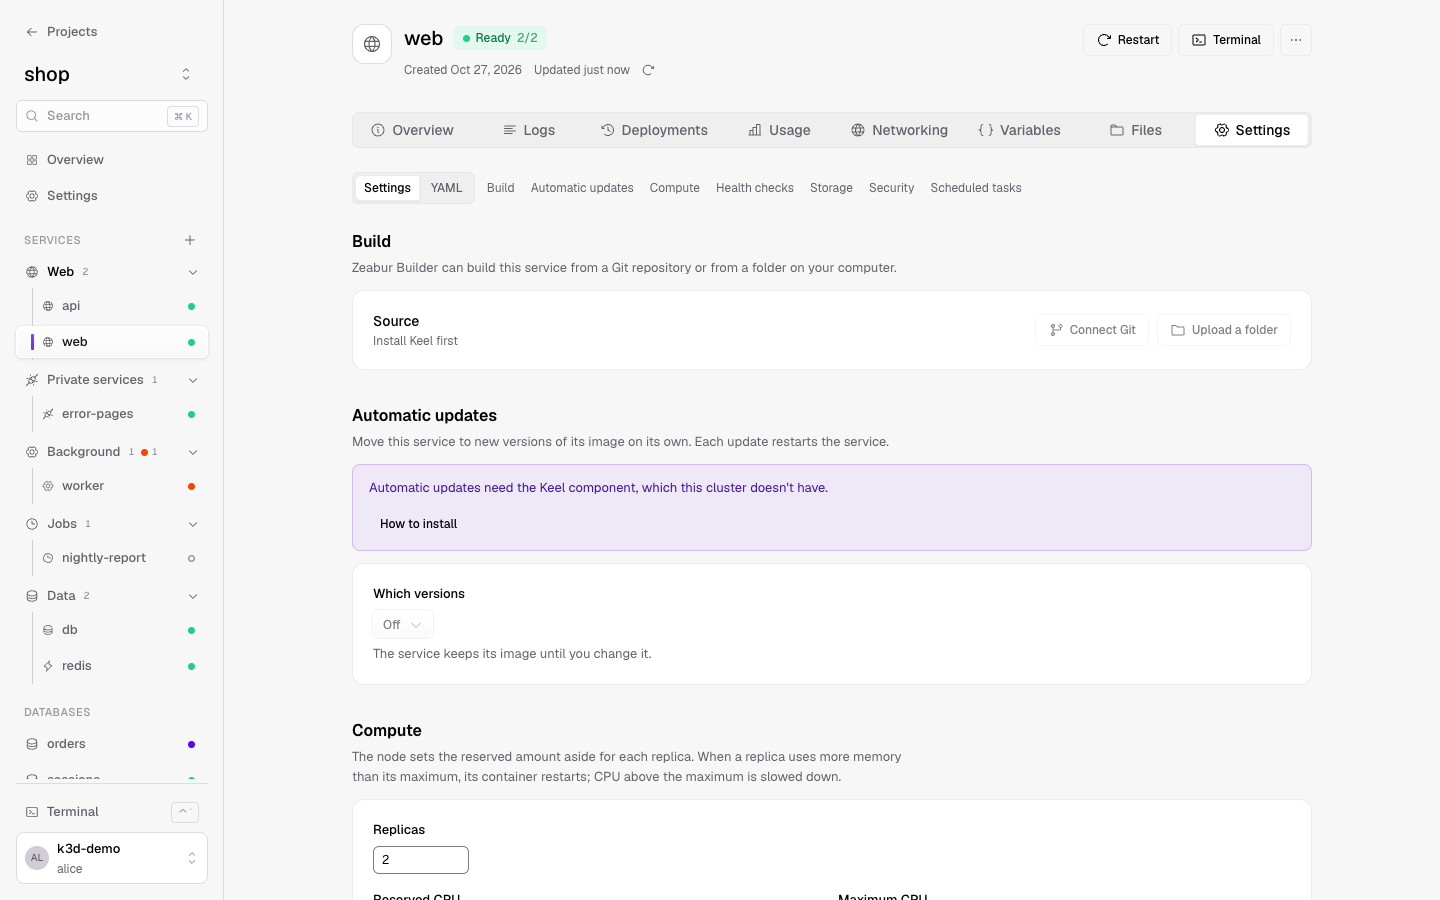 Projects
shop
Search
⌘ K
Overview
Settings
SERVICES
Web 2
api
web
Private services 1
error-pages
Background 1 1
worker
Jobs 1
nightly-report
Data 2
db
redis
DATABASES
orders
sessions
Terminal
^ `
AL
k3d-demo
alice
web
Ready 2/2
Created Oct 27, 2026 Updated just now
Restart
Terminal
...
Overview
Logs
Deployments
Usage
Networking
Variables
Files
Settings
Settings
YAML
Build
Automatic updates
Compute
Health checks
Storage
Security
Scheduled tasks
Build
Zeabur Builder can build this service from a Git repository or from a folder on your computer.
Source
Install Keel first
Connect Git
Upload a folder
Automatic updates
Move this service to new versions of its image on its own. Each update restarts the service.
Automatic updates need the Keel component, which this cluster doesn't have.
How to install
Which versions
Off
The service keeps its image until you change it.
Compute
The node sets the reserved amount aside for each replica. When a replica uses more memory
than its maximum, its container restarts; CPU above the maximum is slowed down.
Replicas
2
Reserved CPU
Maximum CPU